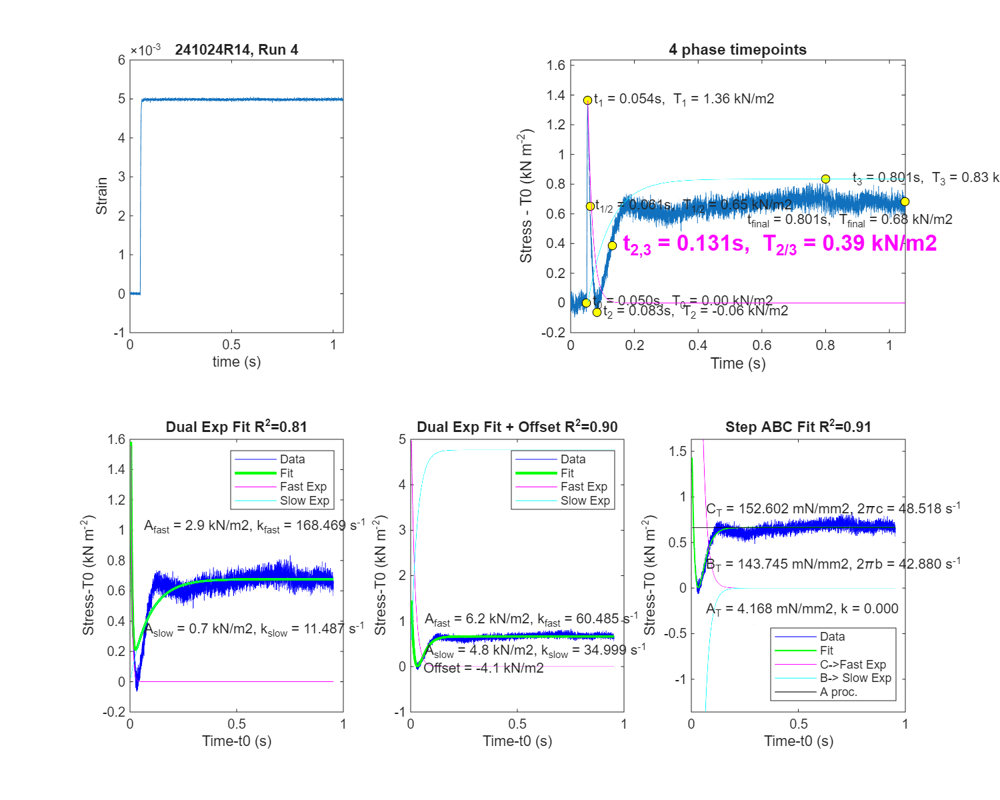 241024R14, Run 4
×10-3
6
5
4
3
2
1
0
-1
0
0.5
1
Strain
time (s)
4 phase timepoints
1.6
1.4
1.2
1
0.8
0.6
0.4
0.2
0
-0.2
0
0.2
0.4
0.6
0.8
1
Stress - T0 (kN m-2)
Time (s)
t1 = 0.054s, T1 = 1.36 kN/m2
t3 = 0.801s, T3 = 0.83 k
t1/2 = 0.061s, T1/2 = 0.65 kN/m2
tfinal = 0.801s, Tfinal = 0.68 kN/m2
t2,3 = 0.131s, T2/3 = 0.39 kN/m2
t0 = 0.050s, T0 = 0.00 kN/m2
t2 = 0.083s, T2 = -0.06 kN/m2
Dual Exp Fit R2=0.81
1.6
1.4
1.2
1
0.8
0.6
0.4
0.2
0
-0.2
0
0.5
1
Stress-T0 (kN m-2)
Time-t0 (s)
Data
Fit
Fast Exp
Slow Exp
Afast = 2.9 kN/m2, kfast = 168.469 s-1
Aslow = 0.7 kN/m2, kslow = 11.487 s-1
Dual Exp Fit + Offset R2=0.90
5
4
3
2
1
0
-1
0
0.5
1
Stress-T0 (kN m-2)
Time-t0 (s)
Data
Fit
Fast Exp
Slow Exp
Afast = 6.2 kN/m2, kfast = 60.485 s-1
Aslow = 4.8 kN/m2, kslow = 34.999 s-1
Offset = -4.1 kN/m2
Step ABC Fit R2=0.91
1.5
1
0.5
0
-0.5
-1
0
0.5
1
Stress-T0 (kN m-2)
Time-t0 (s)
CT = 152.602 mN/mm2, 2πc = 48.518 s-1
BT = 143.745 mN/mm2, 2πb = 42.880 s-1
AT = 4.168 mN/mm2, k = 0.000
Data
Fit
C->Fast Exp
B-> Slow Exp
A proc.